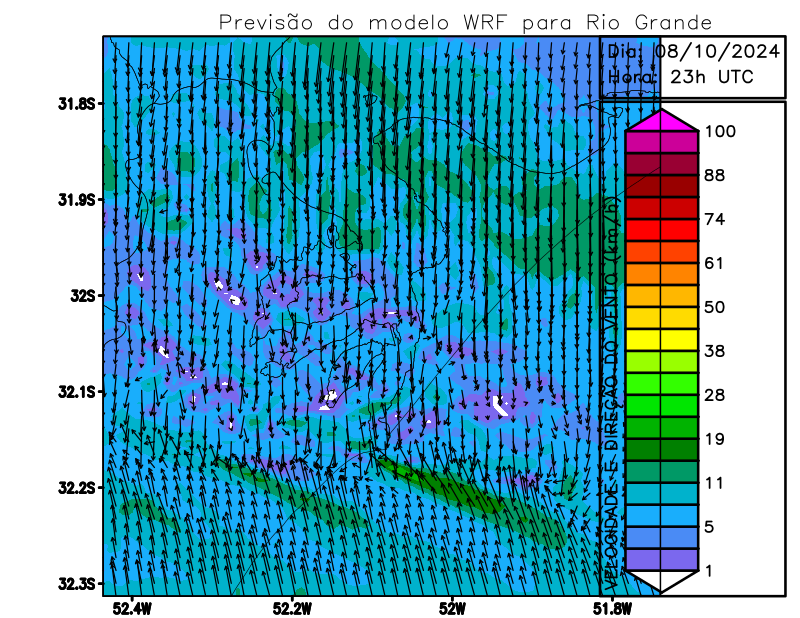 Previsão do modelo WRF para Rio Grande
Dia: 08/10/2024
Hora: 23h UTC
31.8S
31.9S
32S
32.1S
32.2S
32.3S
52.4W
52.2W
52W
51.8W
VELOCIDADE E DIREÇÃO DO VENTO (km/h)
100
88
74
61
50
38
28
19
11
5
1